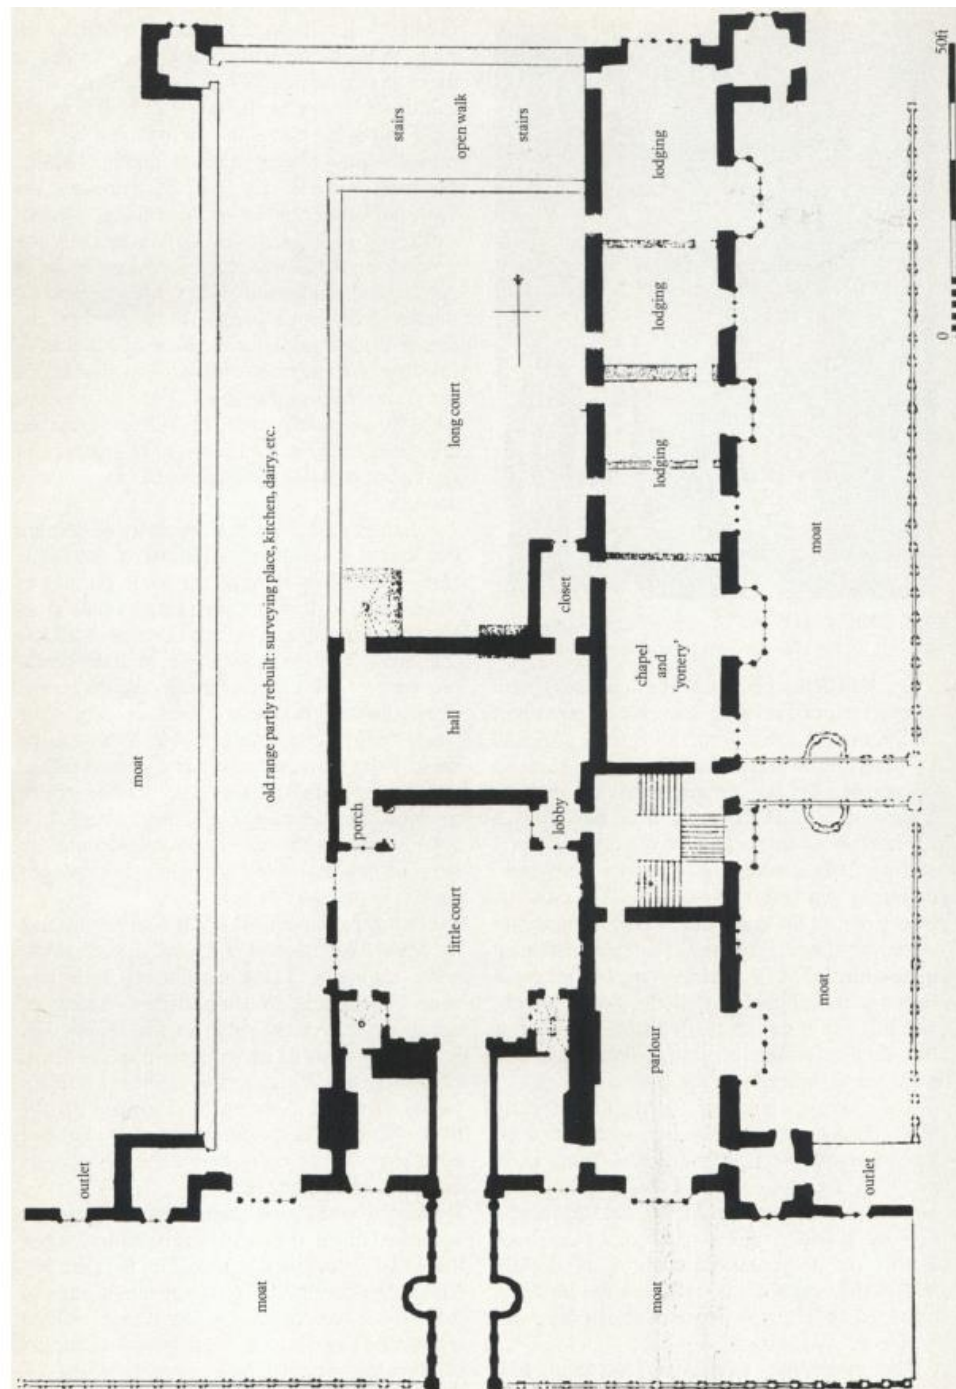 50ft
0
stairs
open walk
stairs
lodging
lodging
lodging
long court
old range partly rebuilt: surveying place, kitchen, dairy, etc.
moat
moat
closet
chapel
and
'yonery'
hall
porch
lobby
little court
moat
parlour
outlet
outlet
moat
moat